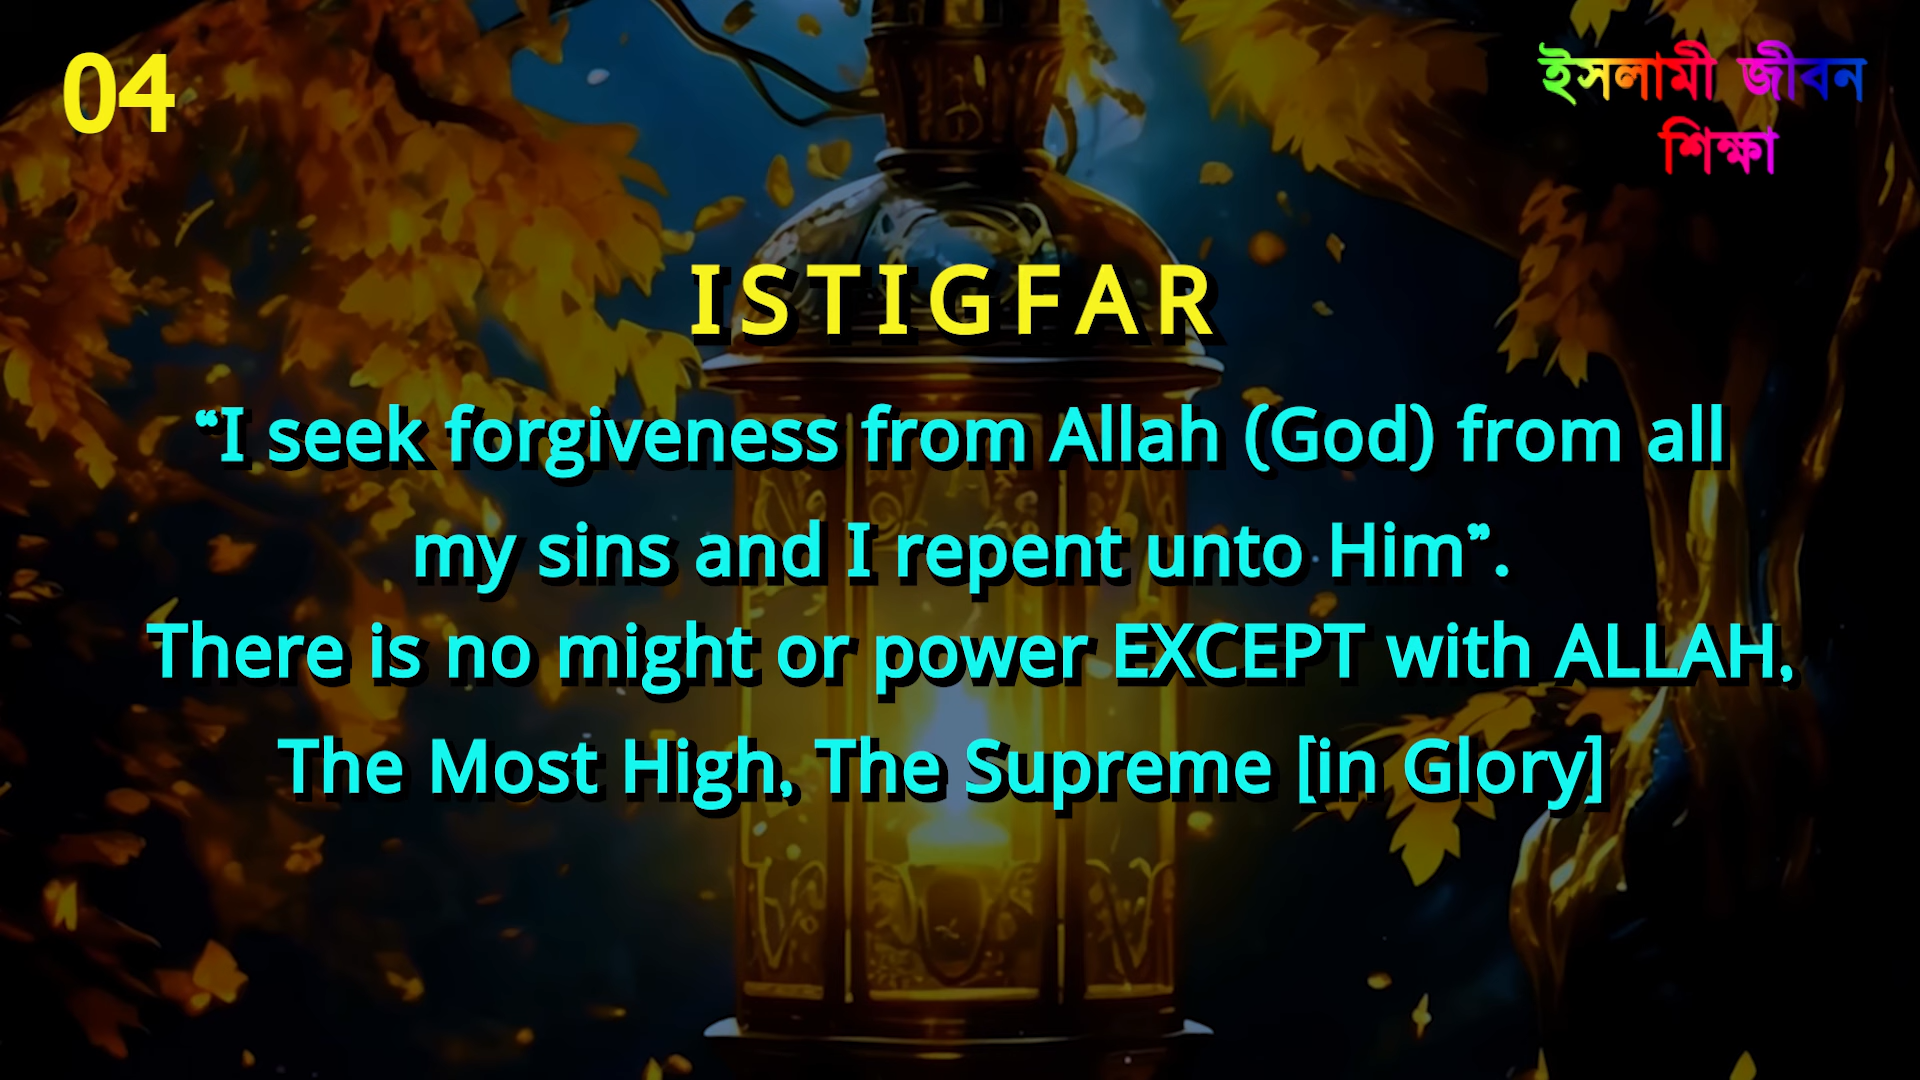 04
ইসলামী জীবন
শিক্ষা
ISTIGFAR
“I seek forgiveness from Allah (God) from all
my sins and I repent unto Him”.
There is no might or power EXCEPT with ALLAH,
The Most High, The Supreme [in Glory]